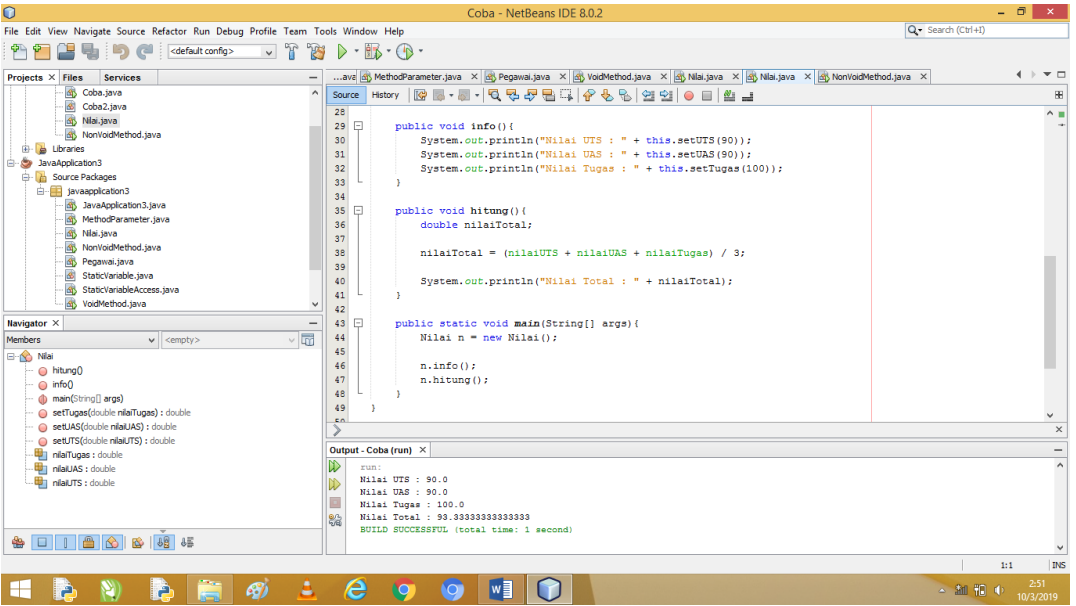 Coba - NetBeans IDE 8.0.2
File Edit View Navigate Source Refactor Run Debug Profile Team Tools Window Help
Search (Ctrl+I)
<default config>
Projects Files Services
Coba.java
Coba2.java
Nilai.java
NonVoidMethod.java
Libraries
JavaApplication3
Source Packages
javaapplication3
JavaApplication3.java
MethodParameter.java
Nilai.java
NonVoidMethod.java
Pegawai.java
StaticVariable.java
StaticVariableAccess.java
VoidMethod.java
Navigator
Members <empty>
Nilai
hitung()
info()
main(String[] args)
setTugas(double nilaiTugas) : double
setUAS(double nilaiUAS) : double
setUTS(double nilaiUTS) : double
nilaiTugas : double
nilaiUAS : double
nilaiUTS : double
...ava MethodParameter.java Pegawai.java VoidMethod.java Nilai.java Nilai.java NonVoidMethod.java
Source History
28
29 public void info(){
30 System.out.println("Nilai UTS : " + this.setUTS(90));
31 System.out.println("Nilai UAS : " + this.setUAS(90));
32 System.out.println("Nilai Tugas : " + this.setTugas(100));
33 }
34
35 public void hitung(){
36 double nilaiTotal;
37
38 nilaiTotal = (nilaiUTS + nilaiUAS + nilaiTugas) / 3;
39
40 System.out.println("Nilai Total : " + nilaiTotal);
41 }
42
43 public static void main(String[] args){
44 Nilai n = new Nilai();
45
46 n.info();
47 n.hitung();
48 }
49 }
50
Output - Coba (run)
run:
Nilai UTS : 90.0
Nilai UAS : 90.0
Nilai Tugas : 100.0
Nilai Total : 93.33333333333333
BUILD SUCCESSFUL (total time: 1 second)
1:1 INS
2:51
10/3/2019